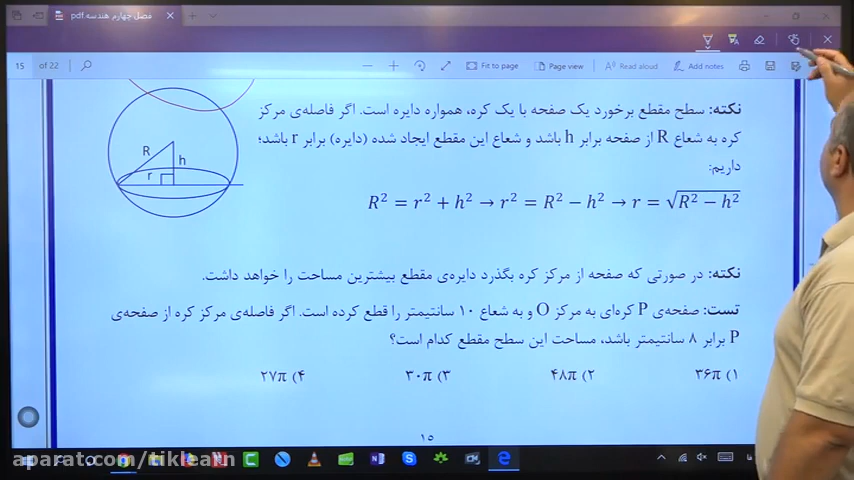 فصل چهارم هندسه.pdf
15 of 22
Fit to page
Page view
Read aloud
Add notes
نکته: سطح مقطع برخورد یک صفحه با یک کره، همواره دایره است. اگر فاصله‌ی مرکز
کره به شعاع R از صفحه برابر h باشد و شعاع این مقطع ایجاد شده (دایره) برابر r باشد؛
داریم:
R
h
r
R² = r² + h² → r² = R² − h² → r = √(R² − h²)
نکته: در صورتی که صفحه از مرکز کره بگذرد دایره‌ی مقطع بیشترین مساحت را خواهد داشت.
تست: صفحه‌ی P کره‌ای به مرکز O و به شعاع ۱۰ سانتیمتر را قطع کرده است. اگر فاصله‌ی مرکز کره از صفحه‌ی
P برابر ۸ سانتیمتر باشد، مساحت این سطح مقطع کدام است؟
۱) ۳۶π ۲) ۴۸π ۳) ۳۰π ۴) ۲۷π
۱۵
aparat.com/tiklearn